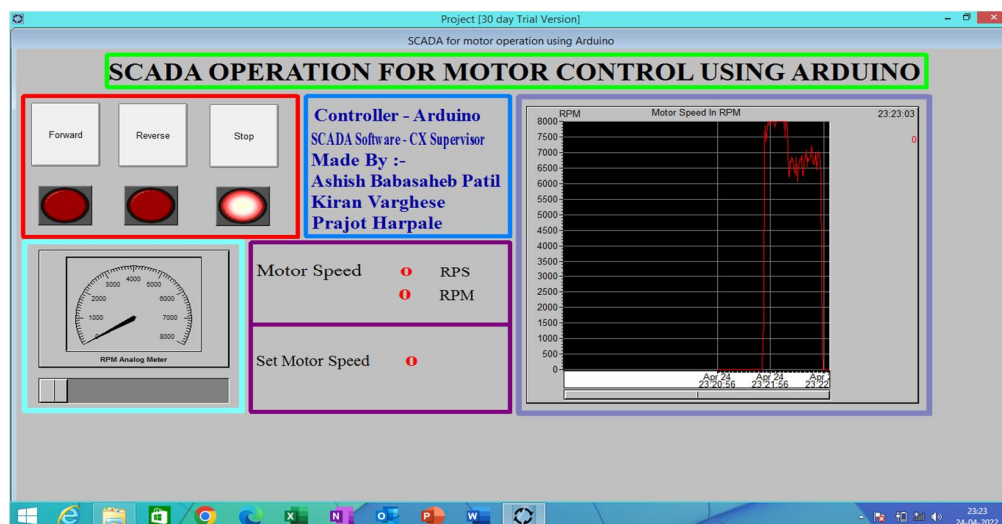 Project [30 day Trial Version]
SCADA for motor operation using Arduino
SCADA OPERATION FOR MOTOR CONTROL USING ARDUINO
Forward
Reverse
Stop
Controller - Arduino
SCADA Software - CX Supervisor
Made By :-
Ashish Babasaheb Patil
Kiran Varghese
Prajot Harpale
RPM
Motor Speed In RPM
23:23:03
0
8000
7500
7000
6500
6000
5500
5000
4500
4000
3500
3000
2500
2000
1500
1000
500
0
Apr 24
23:20:56
Apr 24
23:21:56
Apr
23:22
0
1000
2000
3000
4000
5000
6000
7000
8000
RPM Analog Meter
Motor Speed 0 RPS
0 RPM
Set Motor Speed 0
23:23
24-04-2022